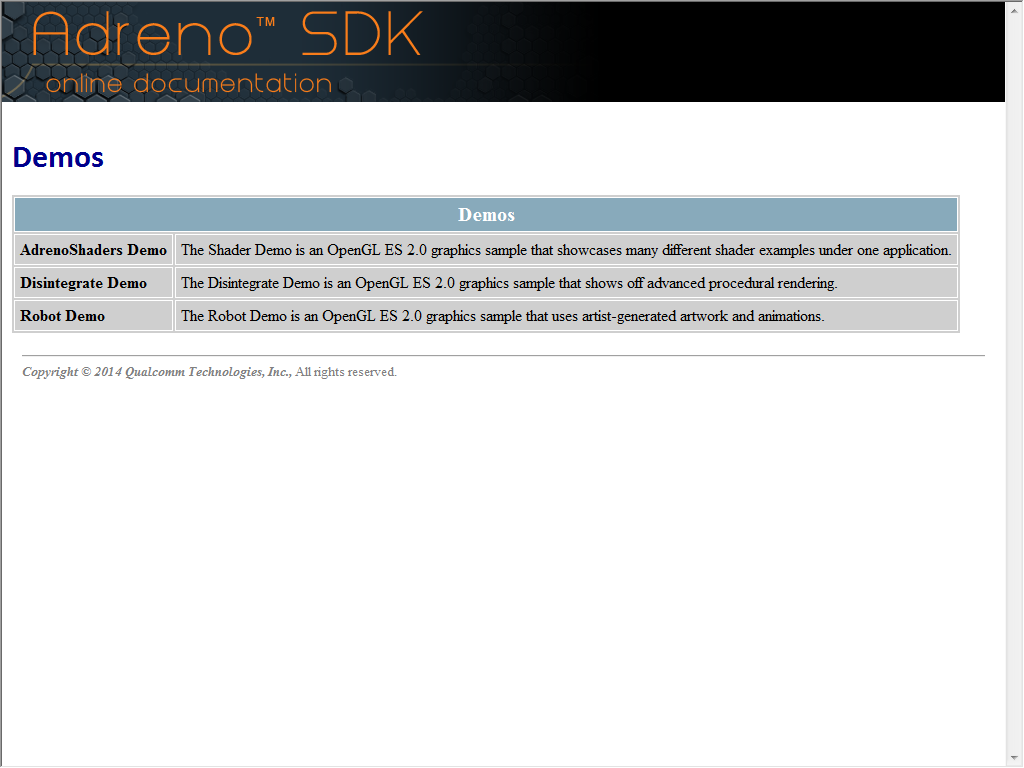 Adreno™ SDK
online documentation
Demos
Demos
AdrenoShaders Demo The Shader Demo is an OpenGL ES 2.0 graphics sample that showcases many different shader examples under one application.
Disintegrate Demo The Disintegrate Demo is an OpenGL ES 2.0 graphics sample that shows off advanced procedural rendering.
Robot Demo The Robot Demo is an OpenGL ES 2.0 graphics sample that uses artist-generated artwork and animations.
Copyright © 2014 Qualcomm Technologies, Inc., All rights reserved.